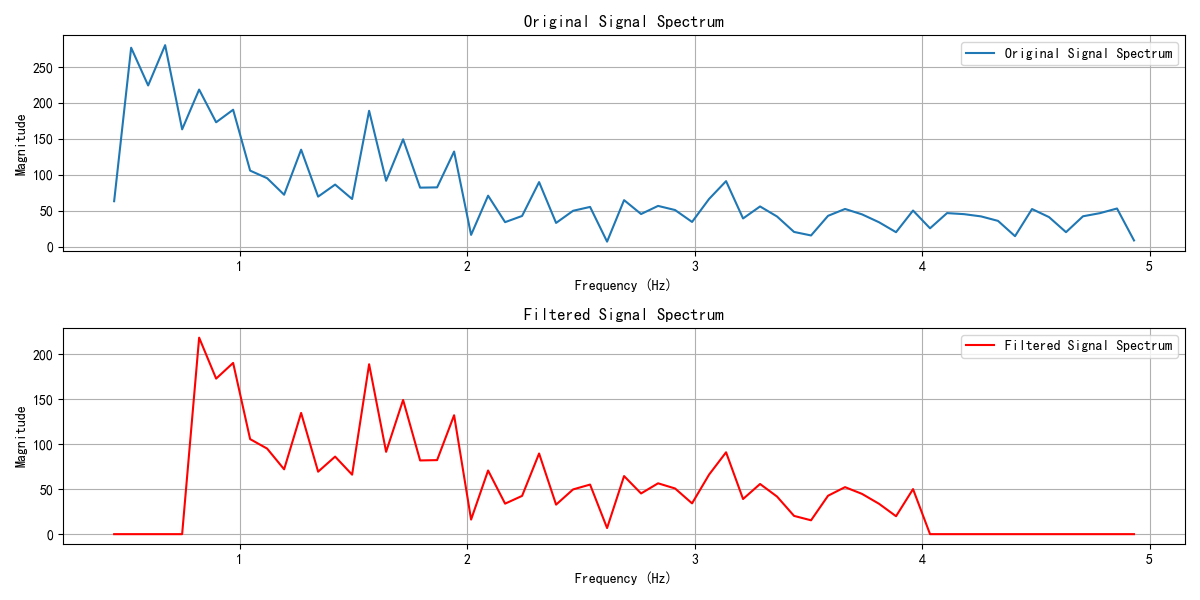 Original Signal Spectrum
Original Signal Spectrum
Magnitude
250
200
150
100
50
0
1
2
3
4
5
Frequency (Hz)
Filtered Signal Spectrum
Filtered Signal Spectrum
Magnitude
200
150
100
50
0
1
2
3
4
5
Frequency (Hz)